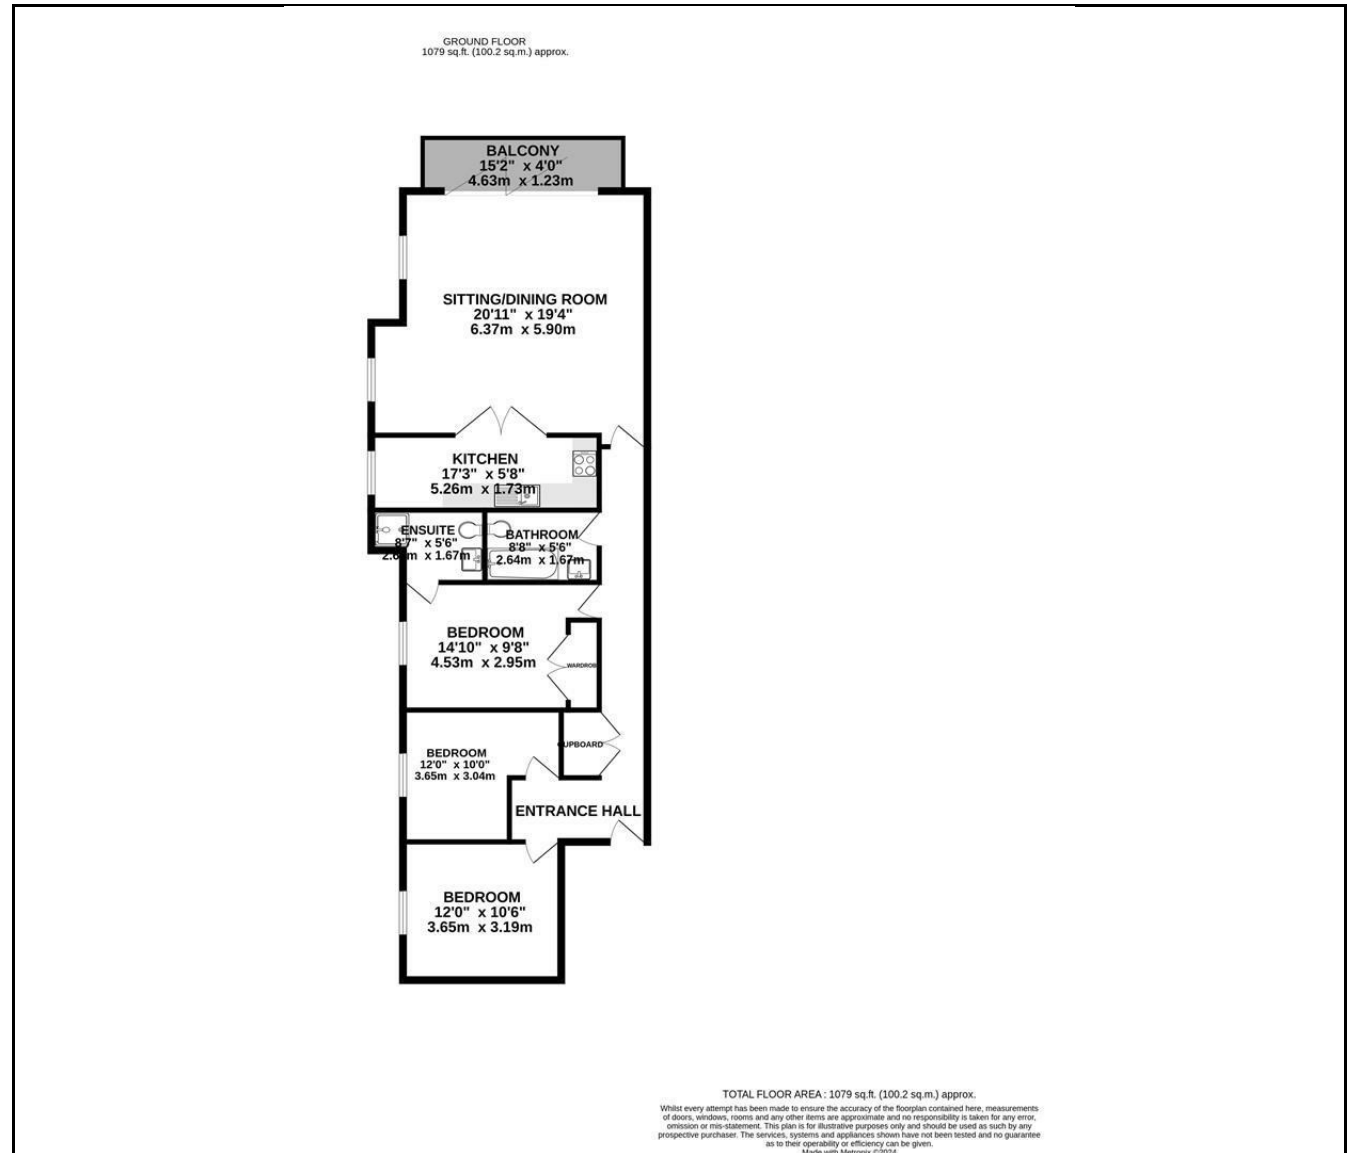 GROUND FLOOR
1079 sq.ft. (100.2 sq.m.) approx.
BALCONY
15'2" x 4'0"
4.63m x 1.23m
SITTING/DINING ROOM
20'11" x 19'4"
6.37m x 5.90m
KITCHEN
17'3" x 5'8"
5.26m x 1.73m
ENSUITE
8'7" x 5'6"
x 1.67m
BATHROOM
8'8" x 5'6"
2.64m x 1.67m
BEDROOM
14'10" x 9'8"
4.53m x 2.95m
WARDROB
BEDROOM
12'0" x 10'0"
3.65m x 3.04m
CUPBOARD
ENTRANCE HALL
BEDROOM
12'0" x 10'6"
3.65m x 3.19m
TOTAL FLOOR AREA : 1079 sq.ft. (100.2 sq.m.) approx.
Whilst every attempt has been made to ensure the accuracy of the floorplan contained here, measurements
of doors, windows, rooms and any other items are approximate and no responsibility is taken for any error,
omission or mis-statement. This plan is for illustrative purposes only and should be used as such by any
prospective purchaser. The services, systems and appliances shown have not been tested and no guarantee
as to their operability or efficiency can be given.
Made with Metropix ©2024